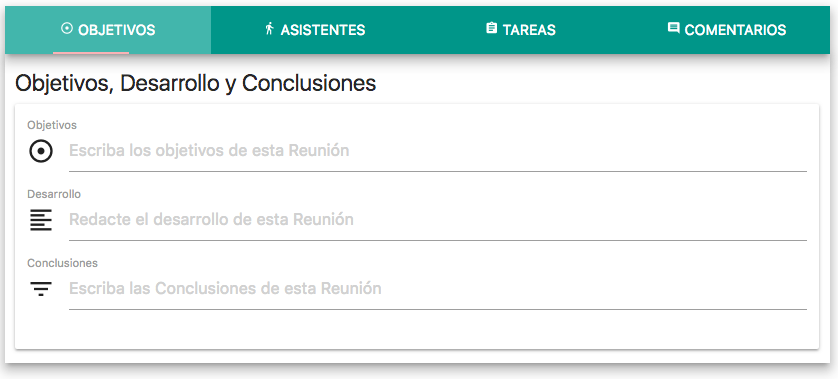 OBJETIVOS ASISTENTES TAREAS COMENTARIOS
Objetivos, Desarrollo y Conclusiones
Objetivos
Escriba los objetivos de esta Reunión
Desarrollo
Redacte el desarrollo de esta Reunión
Conclusiones
Escriba las Conclusiones de esta Reunión